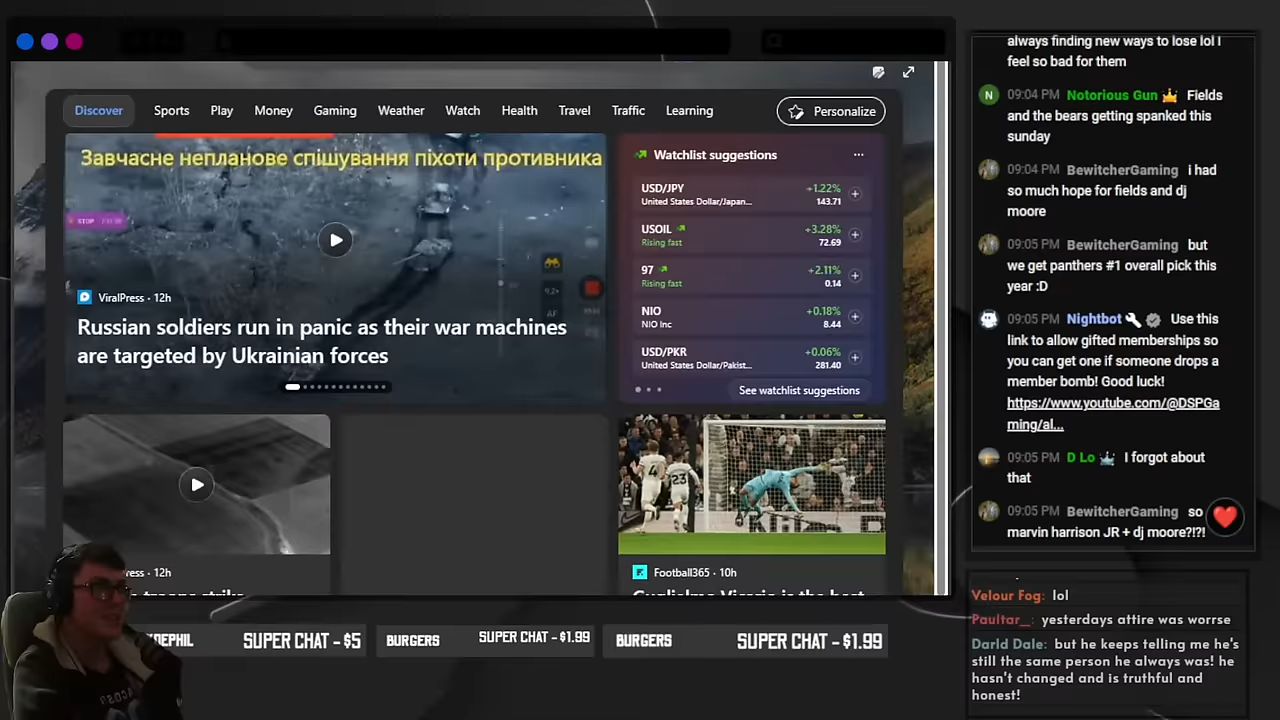 Discover
Sports
Play
Money
Gaming
Weather
Watch
Health
Travel
Traffic
Learning
Personalize
Завчасне непланове спішування піхоти противника
STOP
ViralPress · 12h
Russian soldiers run in panic as their war machines
are targeted by Ukrainian forces
Watchlist suggestions
USD/JPY +1.22%
United States Dollar/Japan... 143.71
USOIL +3.28%
Rising fast 72.69
97 +2.11%
Rising fast 0.14
NIO +0.18%
NIO Inc 8.44
USD/PKR +0.06%
United States Dollar/Pakist... 281.40
See watchlist suggestions
ress · 12h
Football365 · 10h
4
23
SUPER CHAT - $5
BURGERS SUPER CHAT - $1.99
BURGERS SUPER CHAT - $1.99
always finding new ways to lose lol I
feel so bad for them
N 09:04 PM Notorious Gun Fields
and the bears getting spanked this
sunday
09:04 PM BewitcherGaming i had
so much hope for fields and dj
moore
09:05 PM BewitcherGaming but
we get panthers #1 overall pick this
year :D
09:05 PM Nightbot Use this
link to allow gifted memberships so
you can get one if someone drops a
member bomb! Good luck!
https://www.youtube.com/@DSPGa
ming/al...
09:05 PM D Lo I forgot about
that
09:05 PM BewitcherGaming so
marvin harrison JR + dj moore?!?!
Velour Fog: lol
Paultar_: yesterdays attire was worrse
Darld Dale: but he keeps telling me he's
still the same person he always was! he
hasn't changed and is truthful and
honest!